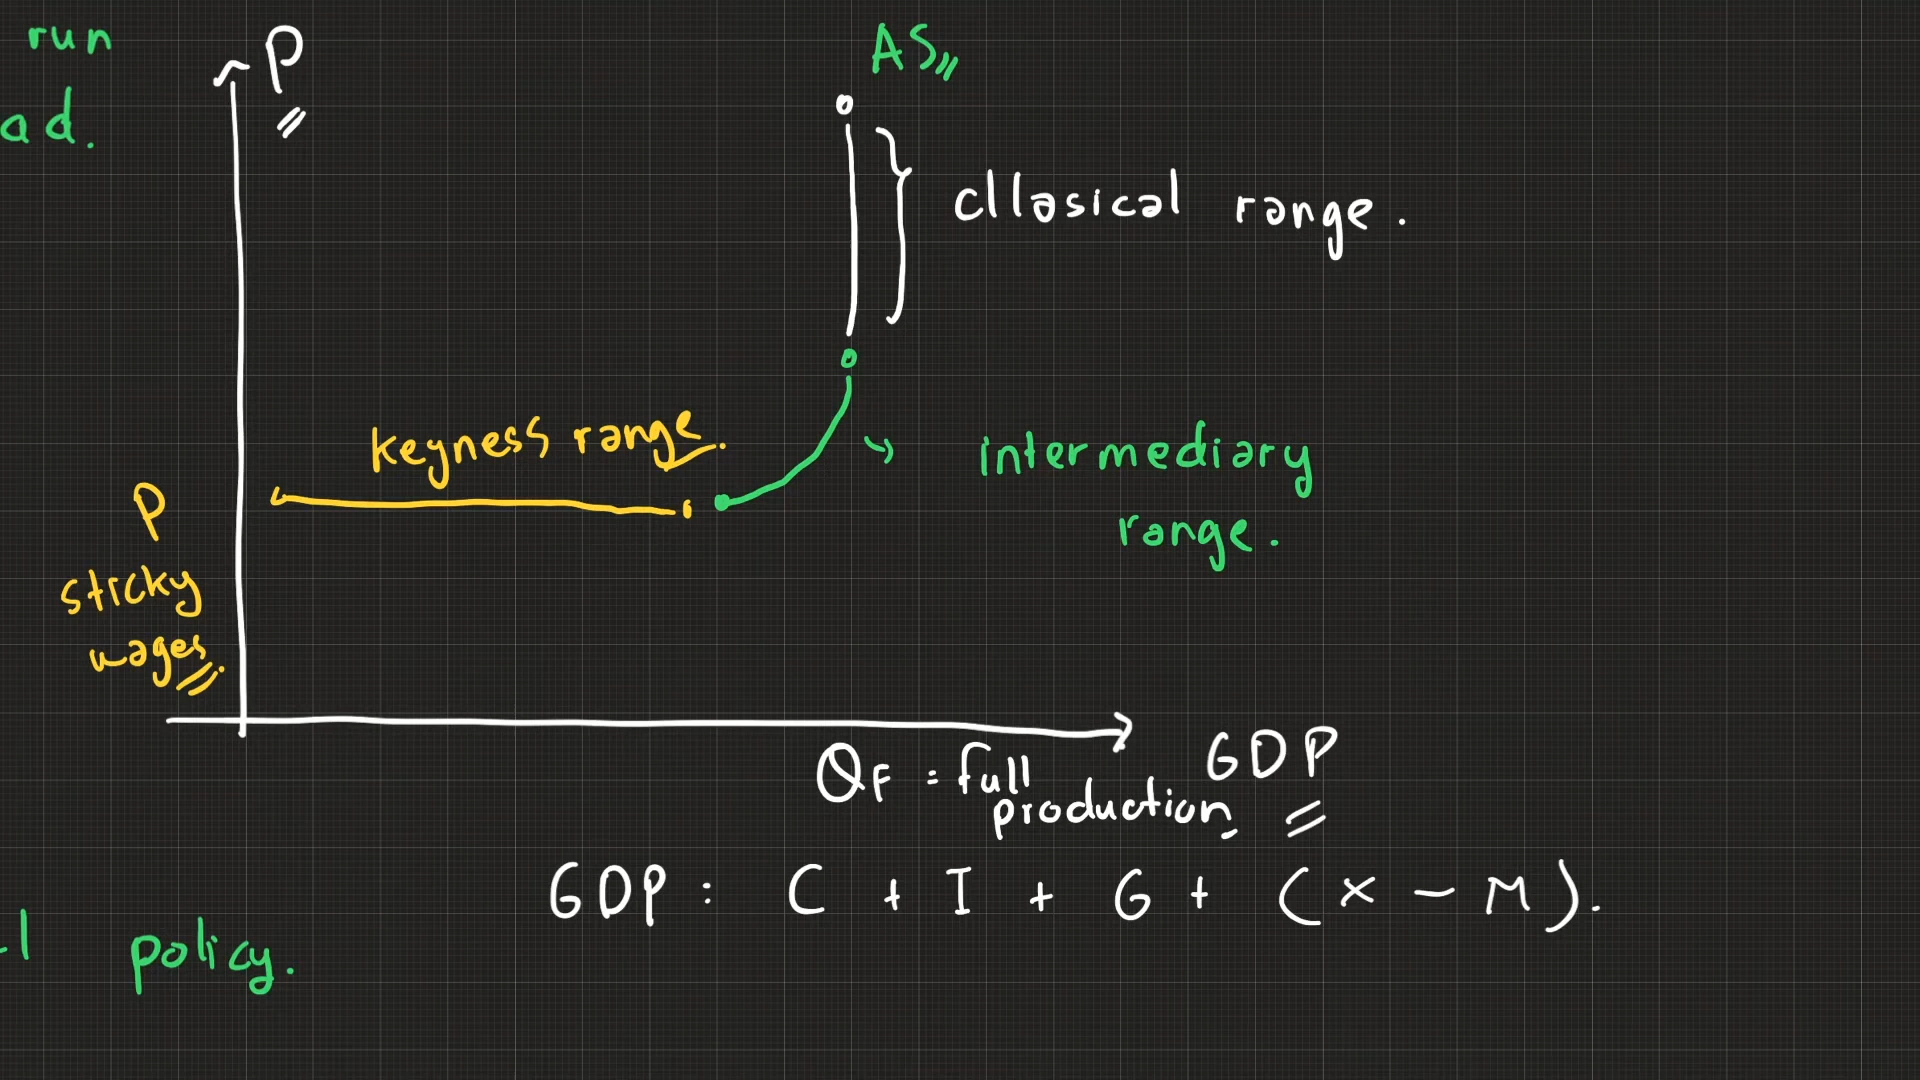 run
ad.
P
AS
cllasical range.
keyness range.
intermediary
range.
P
sticky
wages.
QF = full
production.
GDP
GDP: C + I + G + (X - M).
policy.